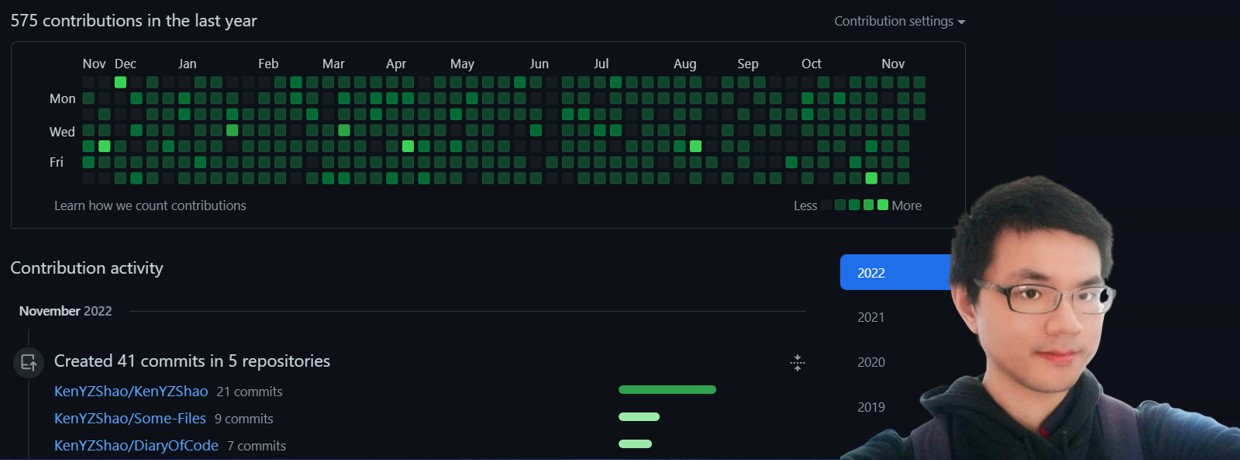 575 contributions in the last year
Contribution settings
Nov Dec Jan Feb Mar Apr May Jun Jul Aug Sep Oct Nov
Mon
Wed
Fri
Learn how we count contributions
Less More
Contribution activity
2022
November 2022
2021
Created 41 commits in 5 repositories
2020
KenYZShao/KenYZShao 21 commits
2019
KenYZShao/Some-Files 9 commits
KenYZShao/DiaryOfCode 7 commits